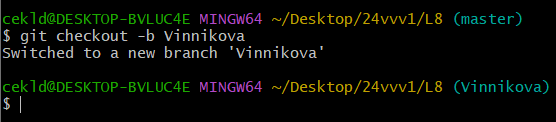 cekld@DESKTOP-BVLUC4E MINGW64 ~/Desktop/24vvv1/L8 (master)
$ git checkout -b Vinnikova
Switched to a new branch 'Vinnikova'
cekld@DESKTOP-BVLUC4E MINGW64 ~/Desktop/24vvv1/L8 (Vinnikova)
$